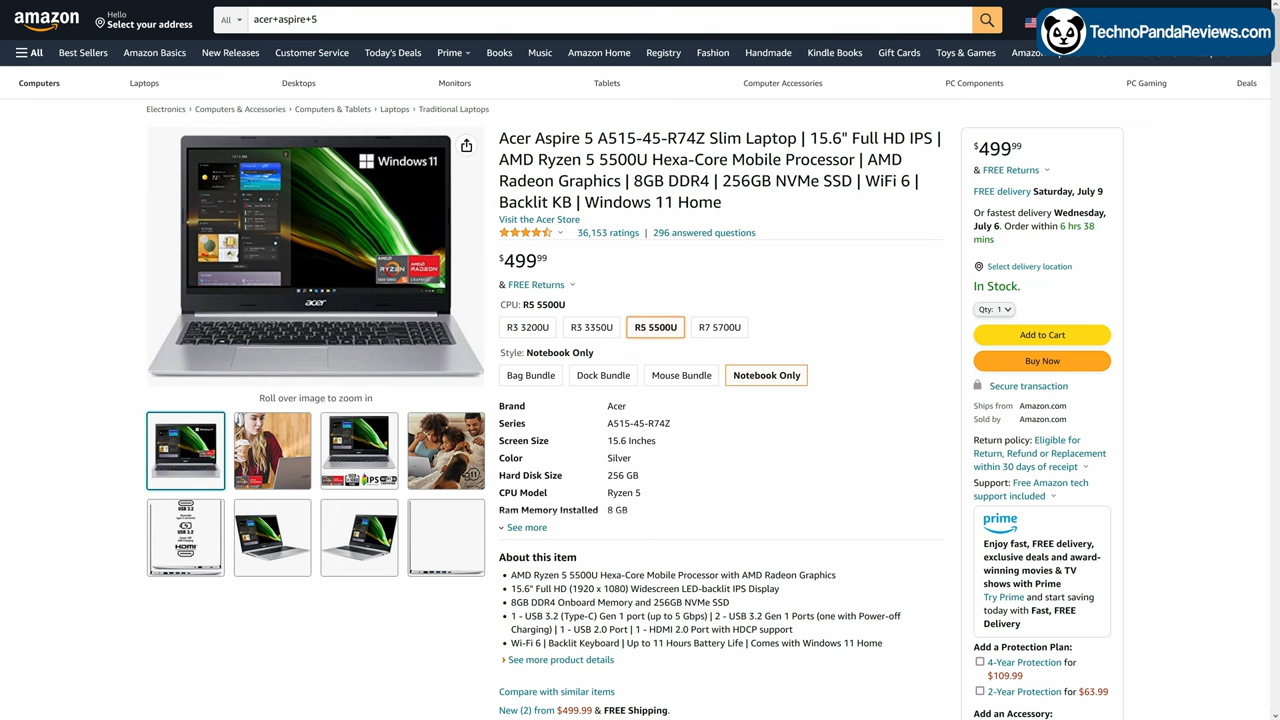 amazon
Hello
Select your address
All
acer+aspire+5
TechnoPandaReviews.com
All
Best Sellers
Amazon Basics
New Releases
Customer Service
Today's Deals
Prime
Books
Music
Amazon Home
Registry
Fashion
Handmade
Kindle Books
Gift Cards
Toys & Games
Computers
Laptops
Desktops
Monitors
Tablets
Computer Accessories
PC Components
PC Gaming
Deals
Electronics › Computers & Accessories › Computers & Tablets › Laptops › Traditional Laptops
Windows 11
AMD RYZEN 5
AMD RADEON
acer
Roll over image to zoom in
USB 3.2
USB 3.2
HDMI
Acer Aspire 5 A515-45-R74Z Slim Laptop | 15.6" Full HD IPS |
AMD Ryzen 5 5500U Hexa-Core Mobile Processor | AMD
Radeon Graphics | 8GB DDR4 | 256GB NVMe SSD | WiFi 6 |
Backlit KB | Windows 11 Home
Visit the Acer Store
36,153 ratings | 296 answered questions
$499 99
& FREE Returns
CPU: R5 5500U
R3 3200U
R3 3350U
R5 5500U
R7 5700U
Style: Notebook Only
Bag Bundle
Dock Bundle
Mouse Bundle
Notebook Only
Brand Acer
Series A515-45-R74Z
Screen Size 15.6 Inches
Color Silver
Hard Disk Size 256 GB
CPU Model Ryzen 5
Ram Memory Installed 8 GB
See more
About this item
• AMD Ryzen 5 5500U Hexa-Core Mobile Processor with AMD Radeon Graphics
• 15.6" Full HD (1920 x 1080) Widescreen LED-backlit IPS Display
• 8GB DDR4 Onboard Memory and 256GB NVMe SSD
• 1 - USB 3.2 (Type-C) Gen 1 port (up to 5 Gbps) | 2 - USB 3.2 Gen 1 Ports (one with Power-off
Charging) | 1 - USB 2.0 Port | 1 - HDMI 2.0 Port with HDCP support
• Wi-Fi 6 | Backlit Keyboard | Up to 11 Hours Battery Life | Comes with Windows 11 Home
› See more product details
Compare with similar items
New (2) from $499.99 & FREE Shipping.
$499 99
& FREE Returns
FREE delivery Saturday, July 9
Or fastest delivery Wednesday,
July 6. Order within 6 hrs 38
mins
Select delivery location
In Stock.
Qty: 1
Add to Cart
Buy Now
Secure transaction
Ships from Amazon.com
Sold by Amazon.com
Return policy: Eligible for
Return, Refund or Replacement
within 30 days of receipt
Support: Free Amazon tech
support included
prime
Enjoy fast, FREE delivery,
exclusive deals and award-
winning movies & TV
shows with Prime
Try Prime and start saving
today with Fast, FREE
Delivery
Add a Protection Plan:
4-Year Protection for
$109.99
2-Year Protection for $63.99
Add an Accessory: